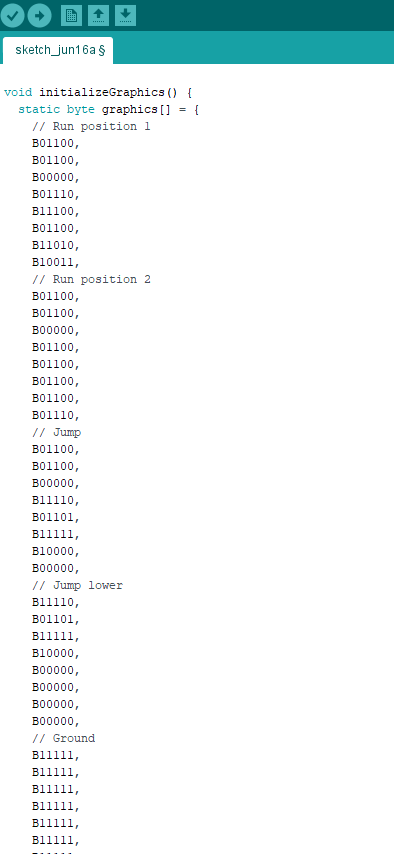 sketch_jun16a §
void initializeGraphics() {
  static byte graphics[] = {
    // Run position 1
    B01100,
    B01100,
    B00000,
    B01110,
    B11100,
    B01100,
    B11010,
    B10011,
    // Run position 2
    B01100,
    B01100,
    B00000,
    B01100,
    B01100,
    B01100,
    B01100,
    B01110,
    // Jump
    B01100,
    B01100,
    B00000,
    B11110,
    B01101,
    B11111,
    B10000,
    B00000,
    // Jump lower
    B11110,
    B01101,
    B11111,
    B10000,
    B00000,
    B00000,
    B00000,
    B00000,
    // Ground
    B11111,
    B11111,
    B11111,
    B11111,
    B11111,
    B11111,